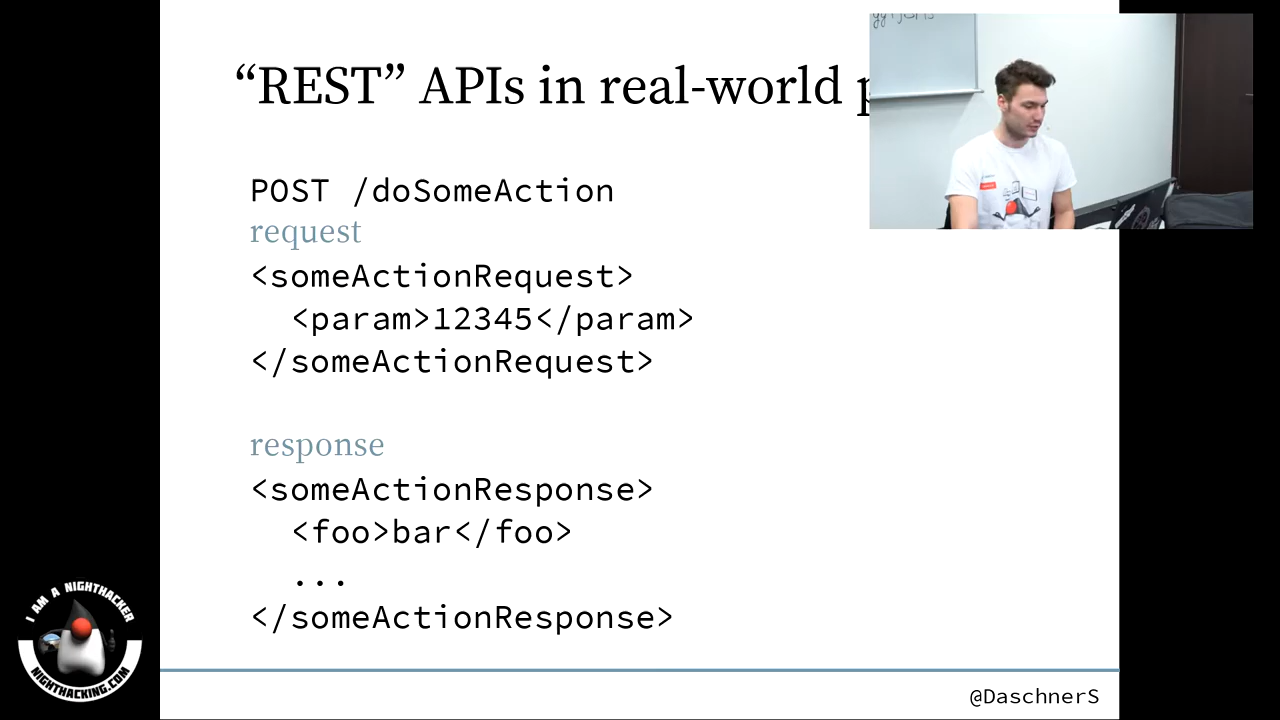 “REST” APIs in real-world
POST /doSomeAction
request
<someActionRequest>
  <param>12345</param>
</someActionRequest>
response
<someActionResponse>
  <foo>bar</foo>
  ...
</someActionResponse>
@DaschnerS
I AM A NIGHTHACKER
NIGHTHACKING.COM